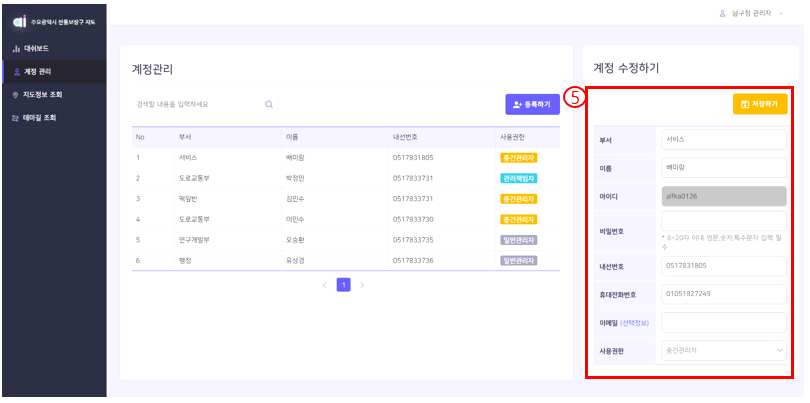 주요광역시 전동보장구 지도
남구청 관리자
대쉬보드
계정 관리
지도정보 조회
테마길 조회
계정관리
검색할 내용을 입력하세요
등록하기
No 부서 이름 내선번호 사용권한
1 서비스 배미람 0517831805 중간관리자
2 도로교통부 박정민 0517833731 관리책임자
3 복지반 김민수 0517833731 중간관리자
4 도로교통부 이민수 0517833730 중간관리자
5 연구개발부 오승환 0517833735 일반관리자
6 행정 유성경 0517833736 일반관리자
< 1 >
계정 수정하기
⑤
저장하기
부서 서비스
이름 배미람
아이디 alfka0126
비밀번호
* 8~20자 이내 영문,숫자,특수문자 입력 필
수
내선번호 0517831805
휴대전화번호 01051827249
이메일 (선택정보)
사용권한 중간관리자